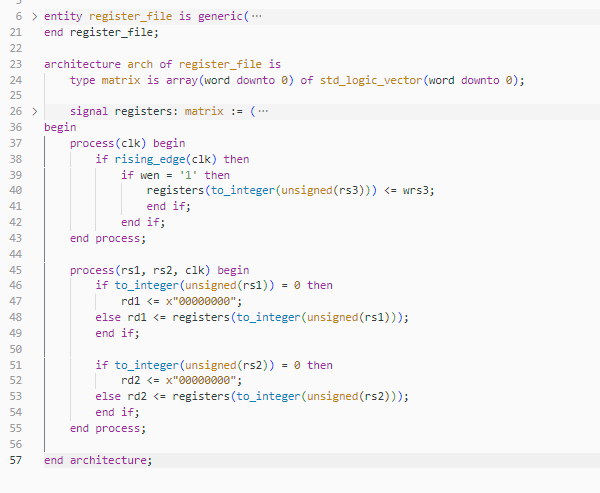 6 > entity register_file is generic( ⋯
21 end register_file;
22
23 architecture arch of register_file is
24 type matrix is array(word downto 0) of std_logic_vector(word downto 0);
25
26 > signal registers: matrix := ( ⋯
36 begin
37 process(clk) begin
38 if rising_edge(clk) then
39 if wen = '1' then
40 registers(to_integer(unsigned(rs3))) <= wrs3;
41 end if;
42 end if;
43 end process;
44
45 process(rs1, rs2, clk) begin
46 if to_integer(unsigned(rs1)) = 0 then
47 rd1 <= x"00000000";
48 else rd1 <= registers(to_integer(unsigned(rs1)));
49 end if;
50
51 if to_integer(unsigned(rs2)) = 0 then
52 rd2 <= x"00000000";
53 else rd2 <= registers(to_integer(unsigned(rs2)));
54 end if;
55 end process;
56
57 end architecture;